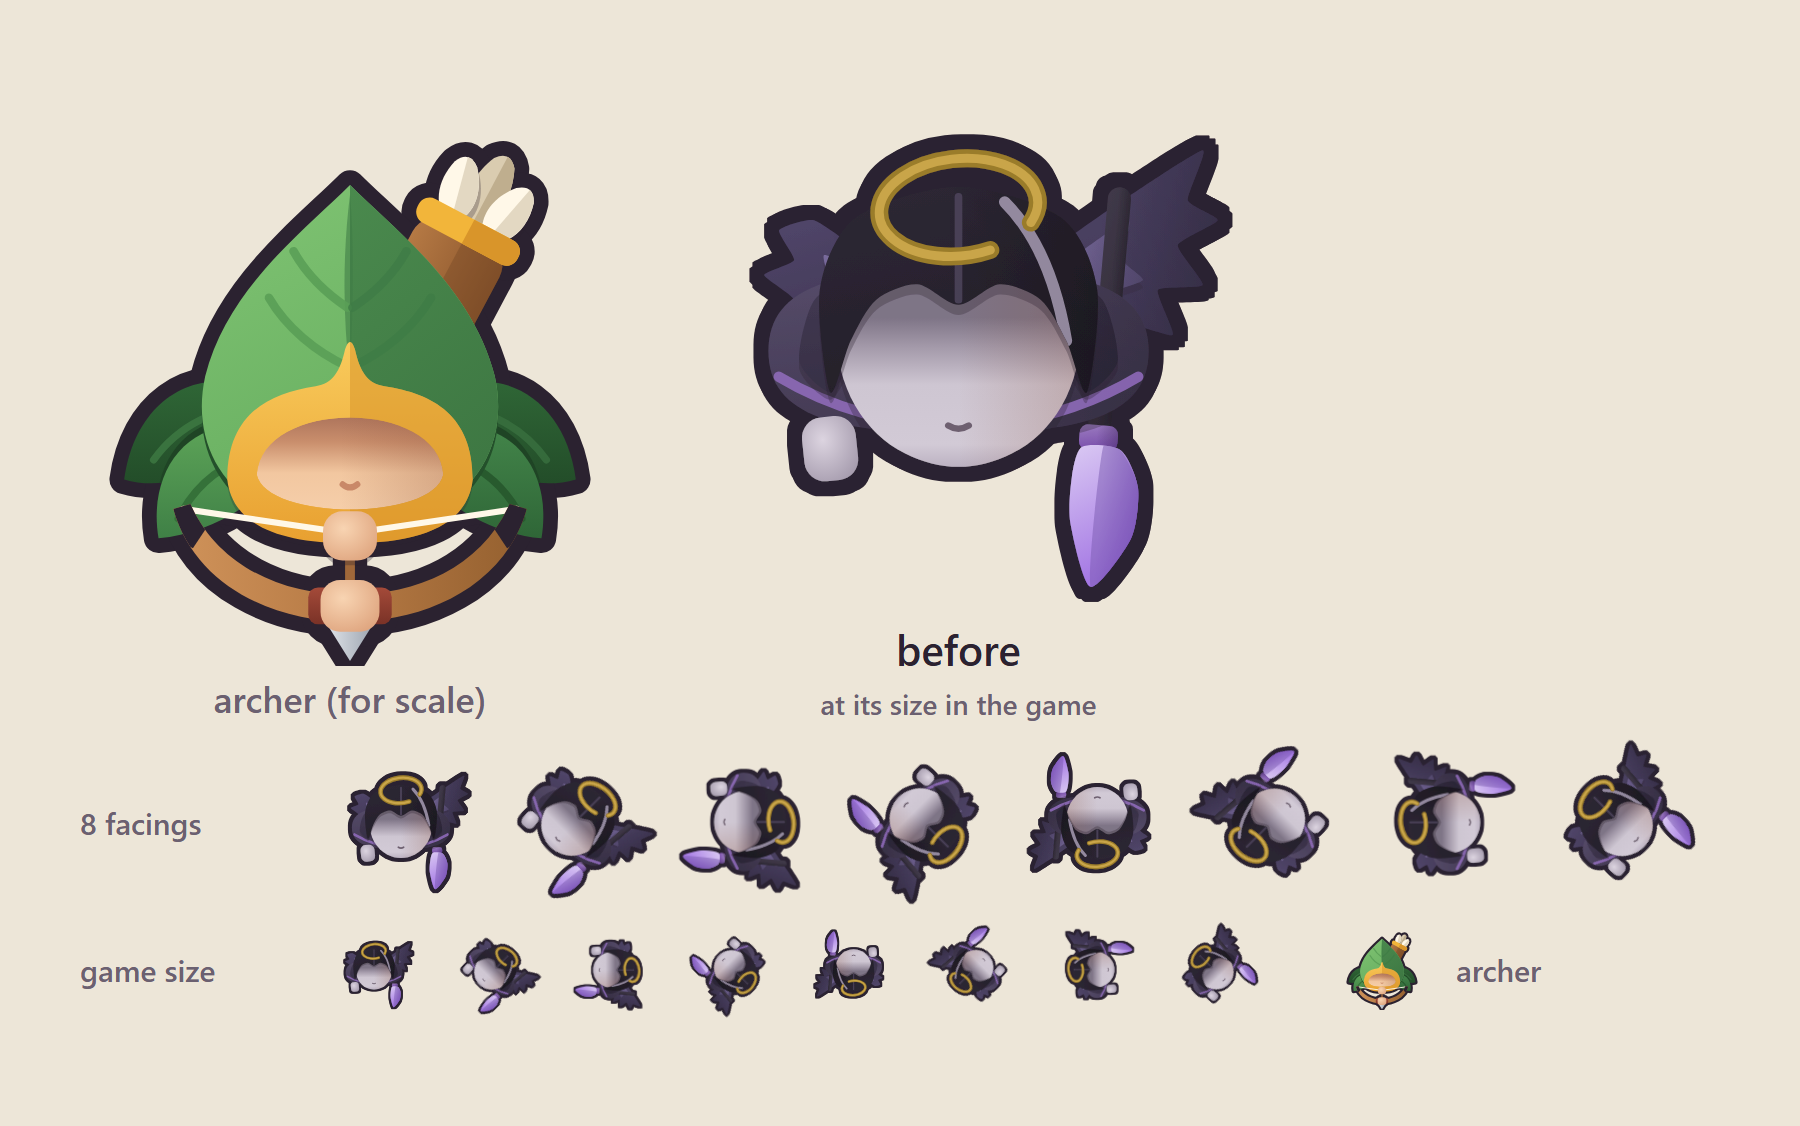 before
archer (for scale)
at its size in the game
8 facings
game size
archer